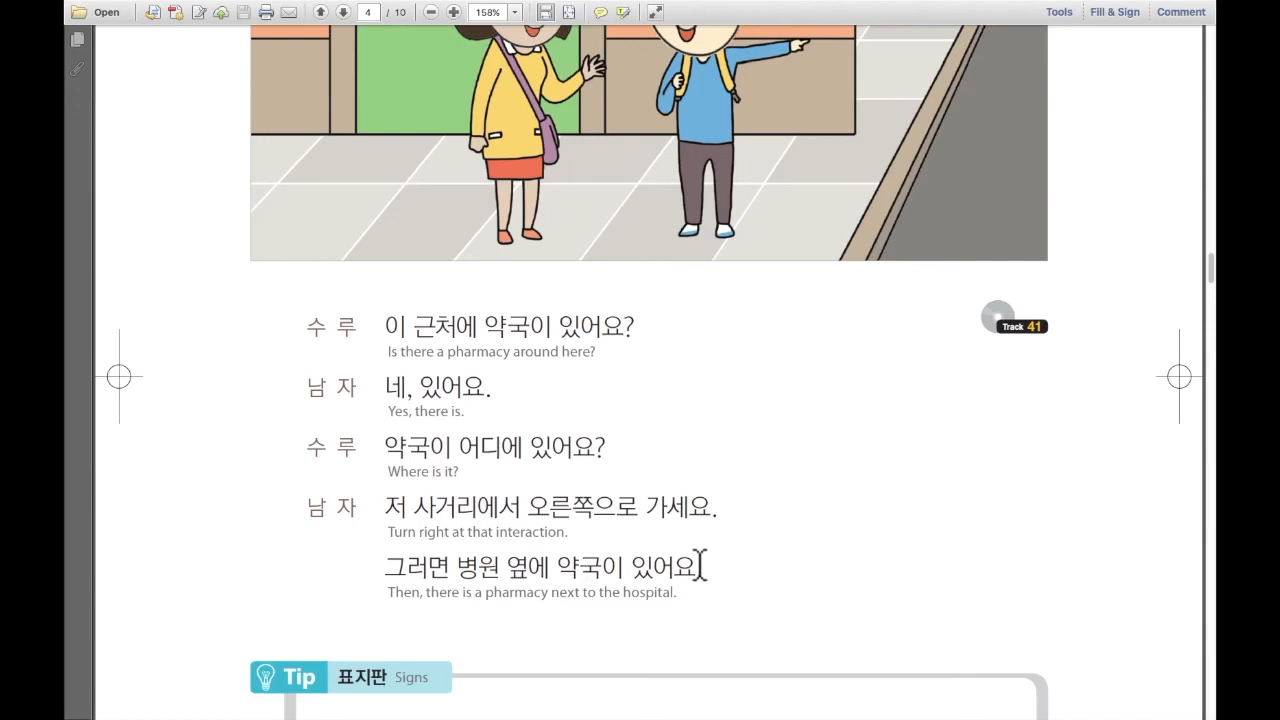 Open
4 / 10
158%
Tools
Fill & Sign
Comment
수 루 이 근처에 약국이 있어요?
Is there a pharmacy around here?
Track 41
남 자 네, 있어요.
Yes, there is.
수 루 약국이 어디에 있어요?
Where is it?
남 자 저 사거리에서 오른쪽으로 가세요.
Turn right at that interaction.
그러면 병원 옆에 약국이 있어요
Then, there is a pharmacy next to the hospital.
Tip 표지판 Signs